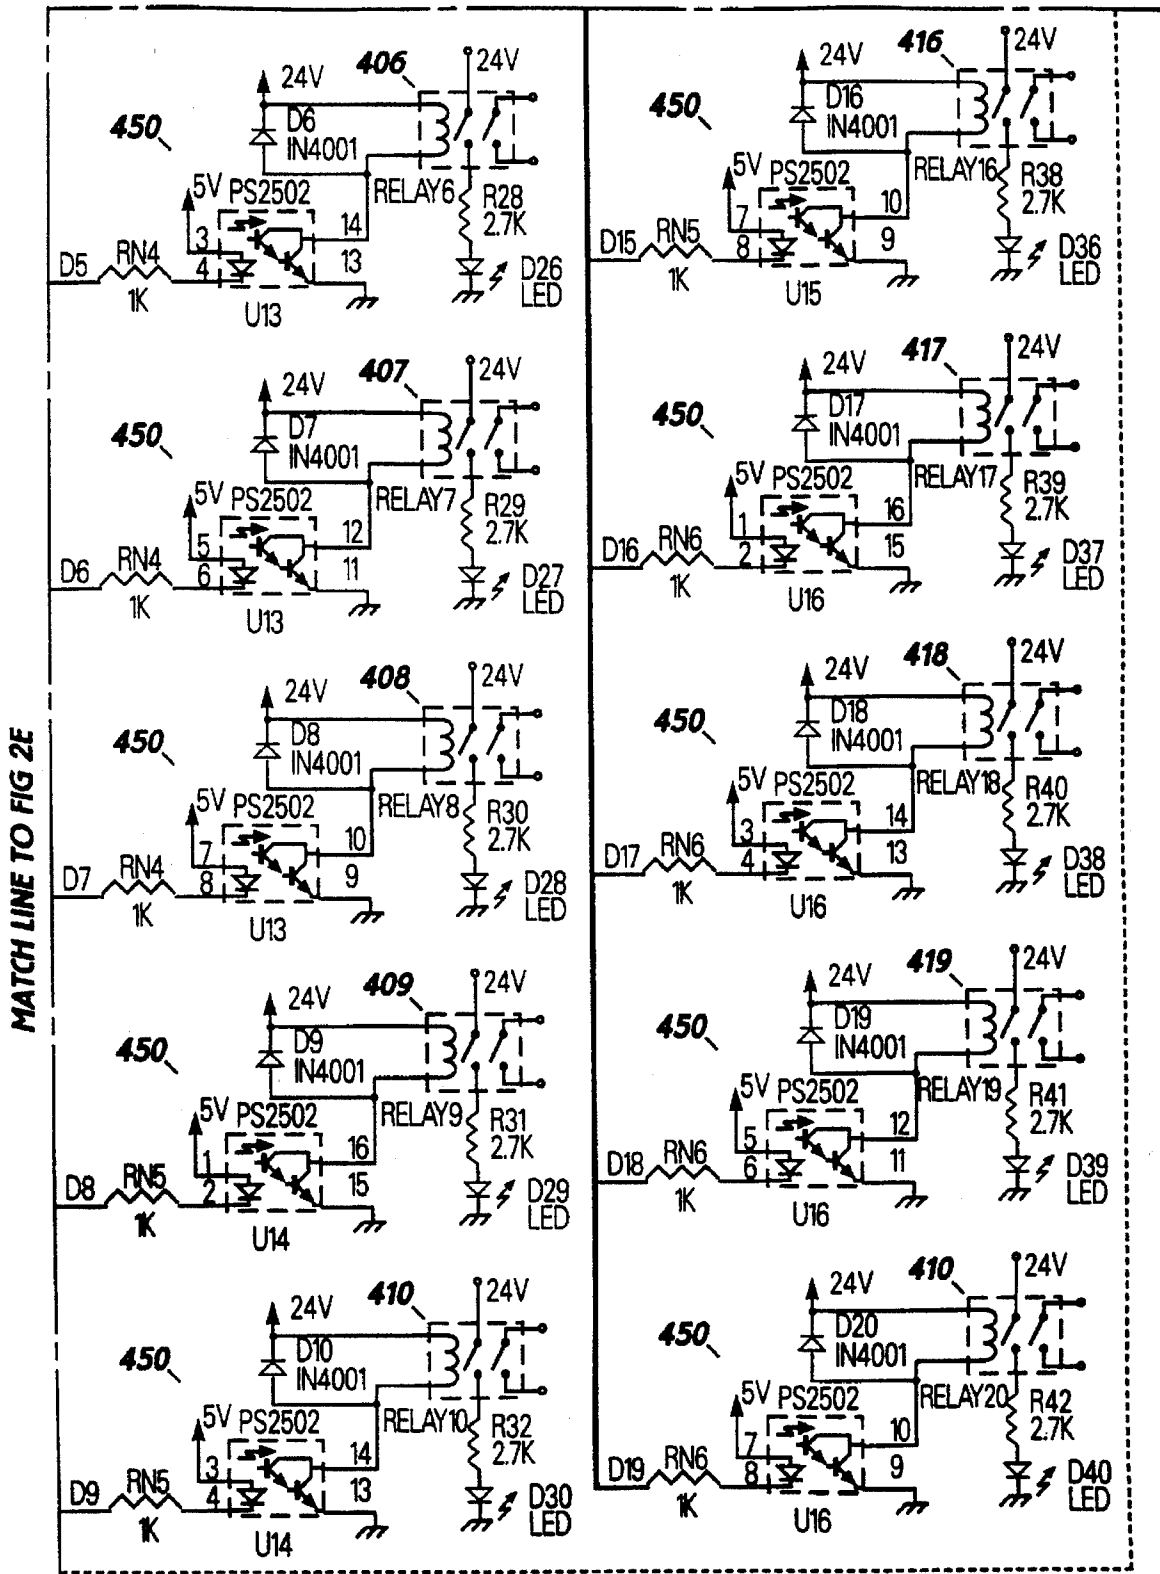 MATCH LINE TO FIG 2E
406
24V
24V
450
D6
IN4001
5V
PS2502
RELAY6
R28
2.7K
3
14
D5
RN4
4
13
1K
U13
D26
LED
407
24V
24V
450
D7
IN4001
5V
PS2502
RELAY7
R29
2.7K
5
12
D6
RN4
6
11
1K
U13
D27
LED
408
24V
24V
450
D8
IN4001
5V
PS2502
RELAY8
R30
2.7K
7
10
D7
RN4
8
9
1K
U13
D28
LED
409
24V
24V
450
D9
IN4001
5V
PS2502
RELAY9
R31
2.7K
1
16
D8
RN5
2
15
1K
U14
D29
LED
410
24V
24V
450
D10
IN4001
5V
PS2502
RELAY10
R32
2.7K
3
14
D9
RN5
4
13
1K
U14
D30
LED
416
24V
24V
450
D16
IN4001
5V
PS2502
RELAY16
R38
2.7K
7
10
D15
RN5
8
9
1K
U15
D36
LED
417
24V
24V
450
D17
IN4001
5V
PS2502
RELAY17
R39
2.7K
1
16
D16
RN6
2
15
1K
U16
D37
LED
418
24V
24V
450
D18
IN4001
5V
PS2502
RELAY18
R40
2.7K
3
14
D17
RN6
4
13
1K
U16
D38
LED
419
24V
24V
450
D19
IN4001
5V
PS2502
RELAY19
R41
2.7K
5
12
D18
RN6
6
11
1K
U16
D39
LED
410
24V
24V
450
D20
IN4001
5V
PS2502
RELAY20
R42
2.7K
7
10
D19
RN6
8
9
1K
U16
D40
LED